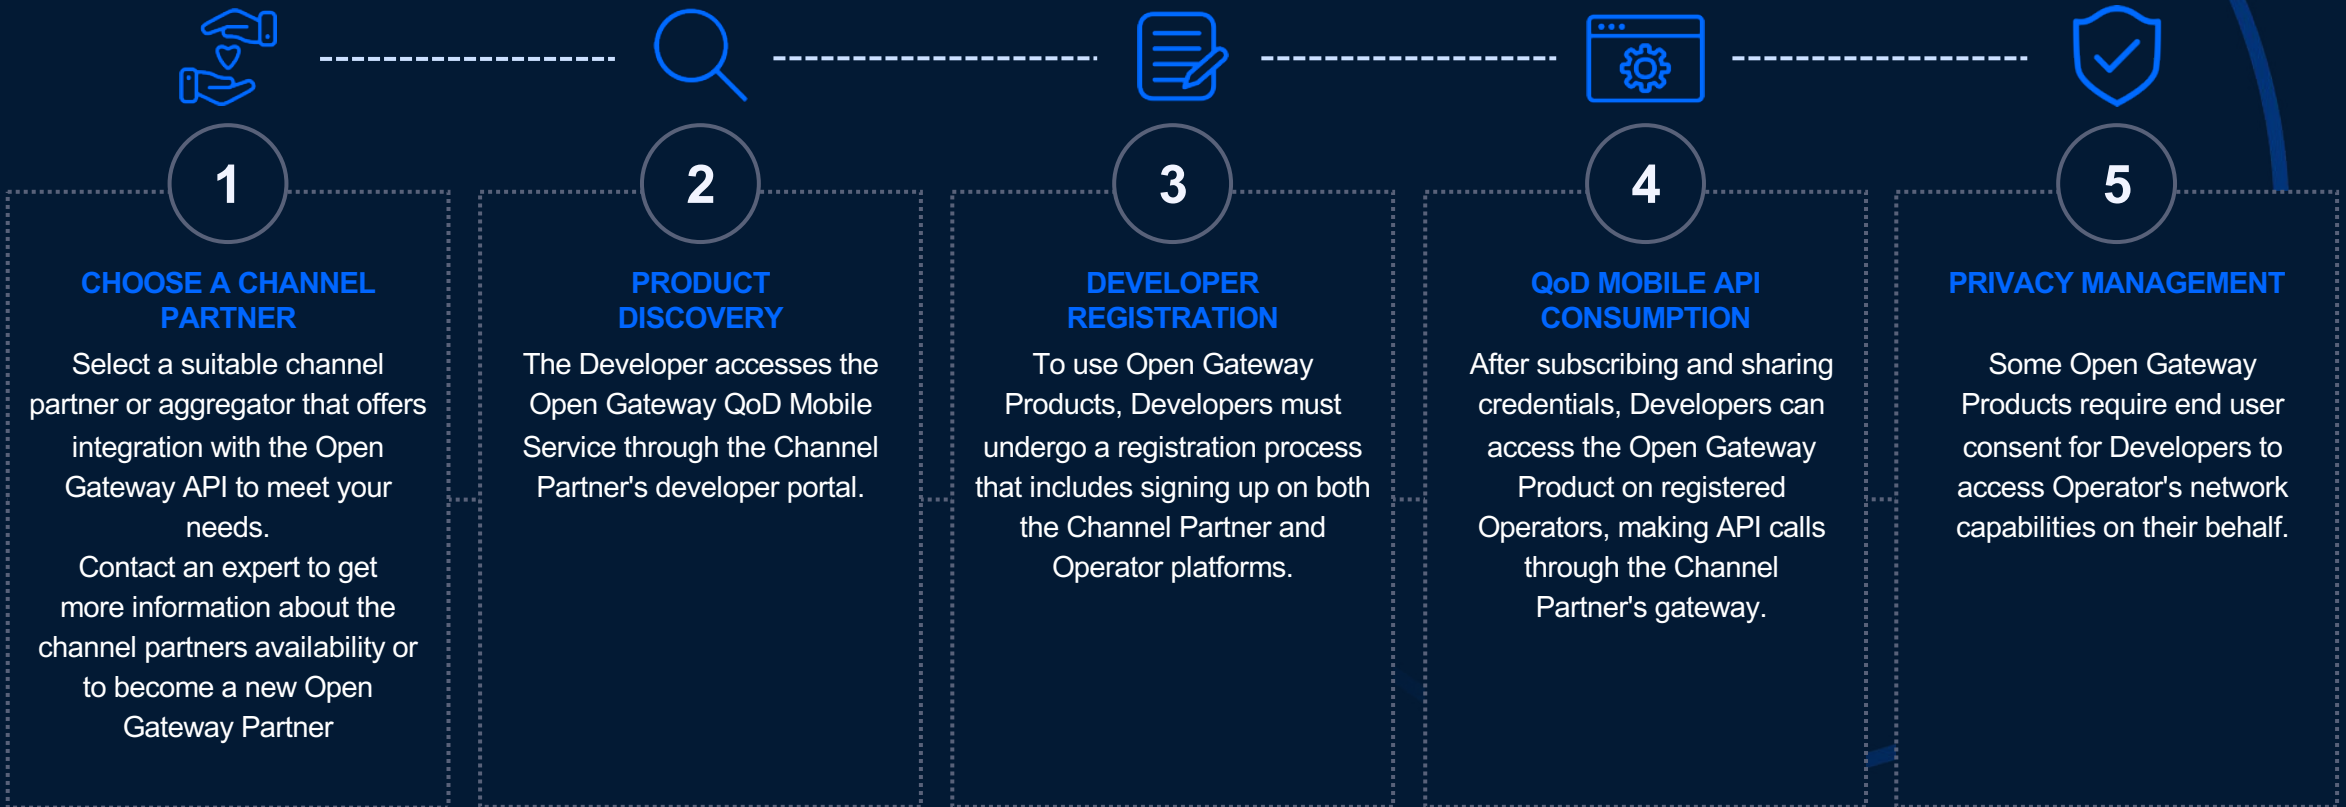 1
CHOOSE A CHANNEL
PARTNER
Select a suitable channel
partner or aggregator that offers
integration with the Open
Gateway API to meet your
needs.
Contact an expert to get
more information about the
channel partners availability or
to become a new Open
Gateway Partner
2
PRODUCT
DISCOVERY
The Developer accesses the
Open Gateway QoD Mobile
Service through the Channel
Partner's developer portal.
3
DEVELOPER
REGISTRATION
To use Open Gateway
Products, Developers must
undergo a registration process
that includes signing up on both
the Channel Partner and
Operator platforms.
4
QoD MOBILE API
CONSUMPTION
After subscribing and sharing
credentials, Developers can
access the Open Gateway
Product on registered
Operators, making API calls
through the Channel
Partner's gateway.
5
PRIVACY MANAGEMENT
Some Open Gateway
Products require end user
consent for Developers to
access Operator's network
capabilities on their behalf.